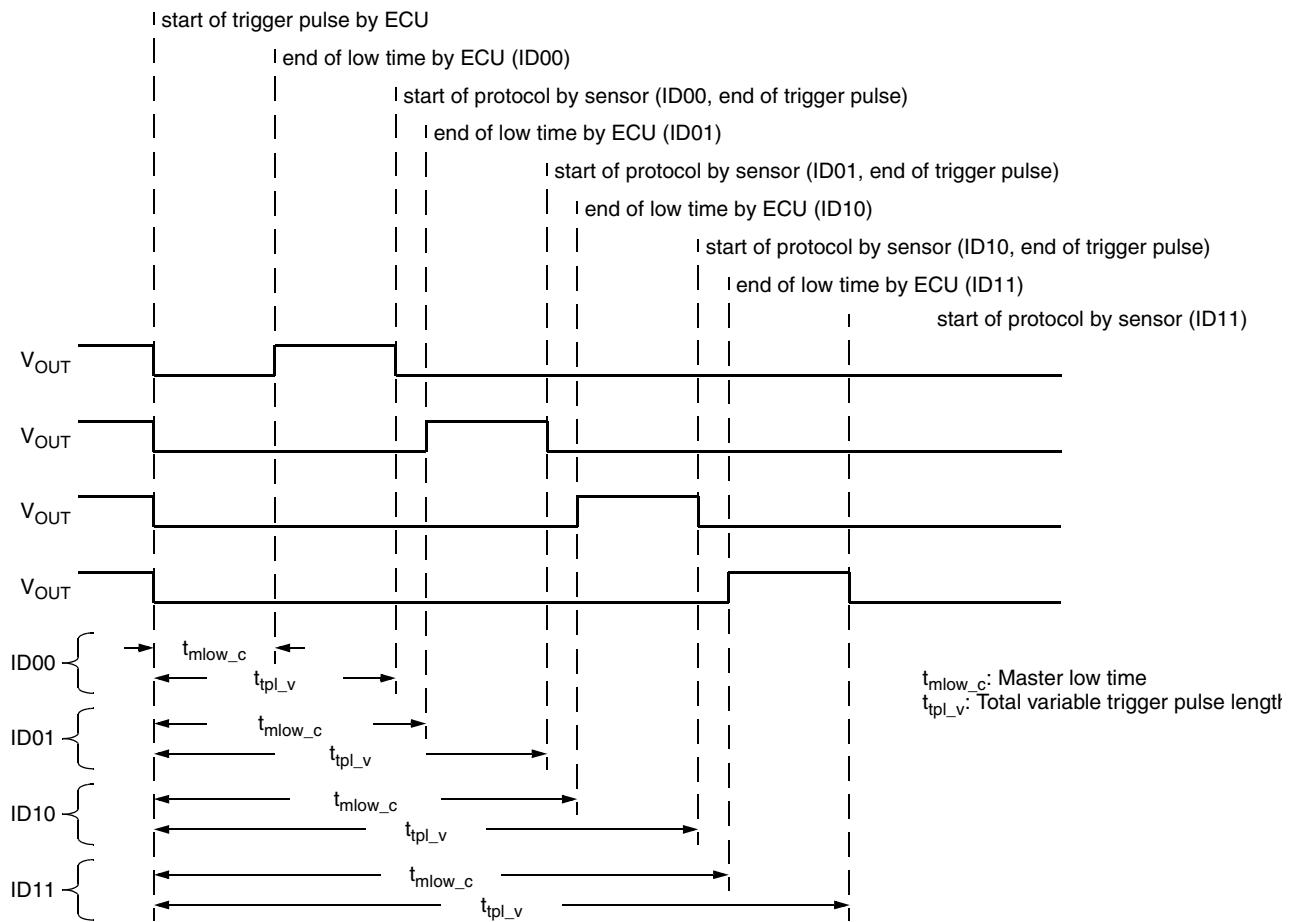 start of trigger pulse by ECU
end of low time by ECU (ID00)
start of protocol by sensor (ID00, end of trigger pulse)
end of low time by ECU (ID01)
start of protocol by sensor (ID01, end of trigger pulse)
end of low time by ECU (ID10)
start of protocol by sensor (ID10, end of trigger pulse)
end of low time by ECU (ID11)
start of protocol by sensor (ID11)
VOUT
VOUT
VOUT
VOUT
ID00
tmlow_c
ttpl_v
tmlow_c: Master low time
ttpl_v: Total variable trigger pulse length
ID01
tmlow_c
ttpl_v
ID10
tmlow_c
ttpl_v
ID11
tmlow_c
ttpl_v